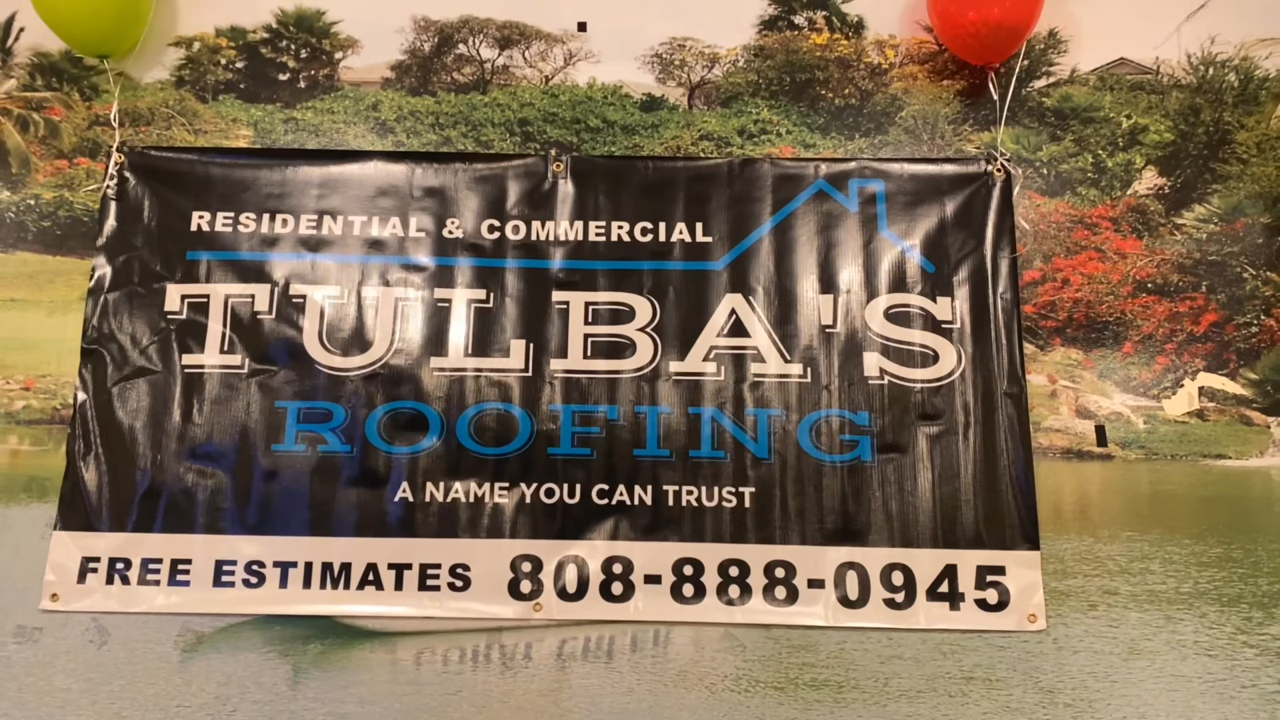 RESIDENTIAL & COMMERCIAL
TULBA'S
ROOFING
A NAME YOU CAN TRUST
FREE ESTIMATES 808-888-0945